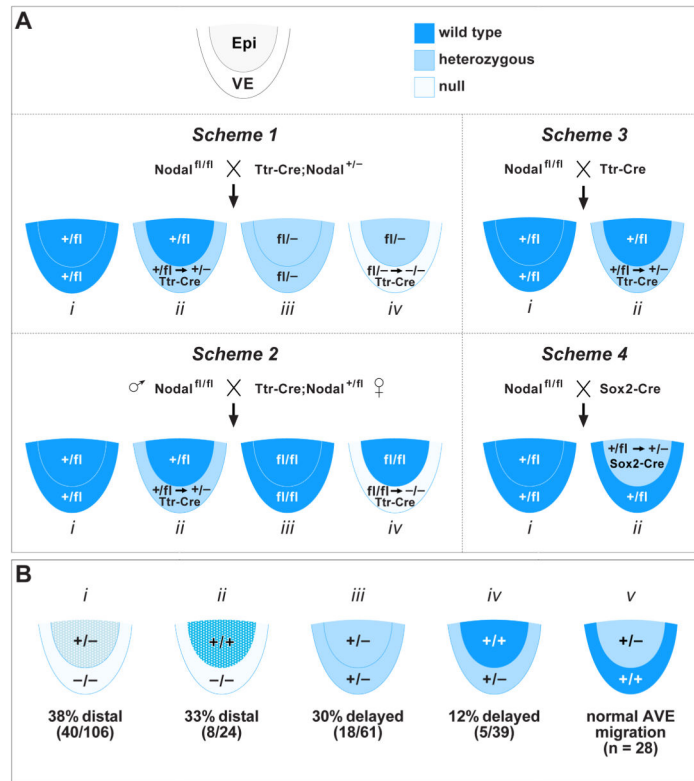 A
Epi
VE
wild type
heterozygous
null
Scheme 1
Nodal^fl/fl × Ttr-Cre;Nodal^+/−
+/fl
+/fl
i
+/fl
+/fl → +/−
Ttr-Cre
ii
fl/−
fl/−
iii
fl/−
fl/− → −/−
Ttr-Cre
iv
Scheme 3
Nodal^fl/fl × Ttr-Cre
+/fl
+/fl
i
+/fl
+/fl → +/−
Ttr-Cre
ii
Scheme 2
♂ Nodal^fl/fl × Ttr-Cre;Nodal^+/fl ♀
+/fl
+/fl
i
+/fl
+/fl → +/−
Ttr-Cre
ii
fl/fl
fl/fl
iii
fl/fl
fl/fl → −/−
Ttr-Cre
iv
Scheme 4
Nodal^fl/fl × Sox2-Cre
+/fl
+/fl
i
+/fl → +/−
Sox2-Cre
+/fl
ii
B
i
+/−
−/−
38% distal
(40/106)
ii
+/+
−/−
33% distal
(8/24)
iii
+/−
+/−
30% delayed
(18/61)
iv
+/+
+/−
12% delayed
(5/39)
v
+/−
+/+
normal AVE
migration
(n = 28)